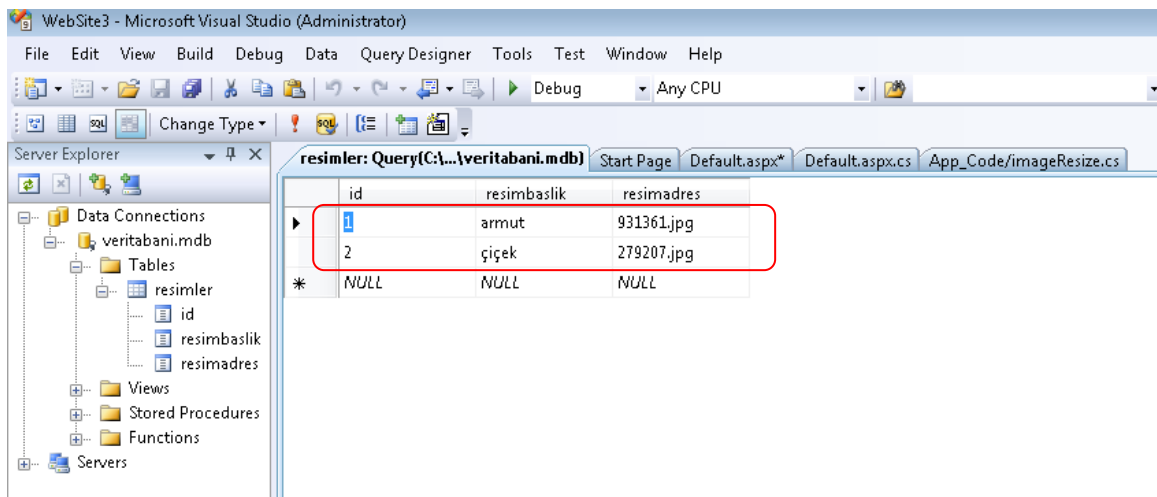 WebSite3 - Microsoft Visual Studio (Administrator)
File Edit View Build Debug Data Query Designer Tools Test Window Help
Debug Any CPU
SQL Change Type SQL
Server Explorer
resimler: Query(C:\...\veritabani.mdb) Start Page Default.aspx* Default.aspx.cs App_Code/imageResize.cs
Data Connections
veritabani.mdb
Tables
resimler
id
resimbaslik
resimadres
Views
Stored Procedures
Functions
Servers
id resimbaslik resimadres
1 armut 931361.jpg
2 çiçek 279207.jpg
NULL NULL NULL